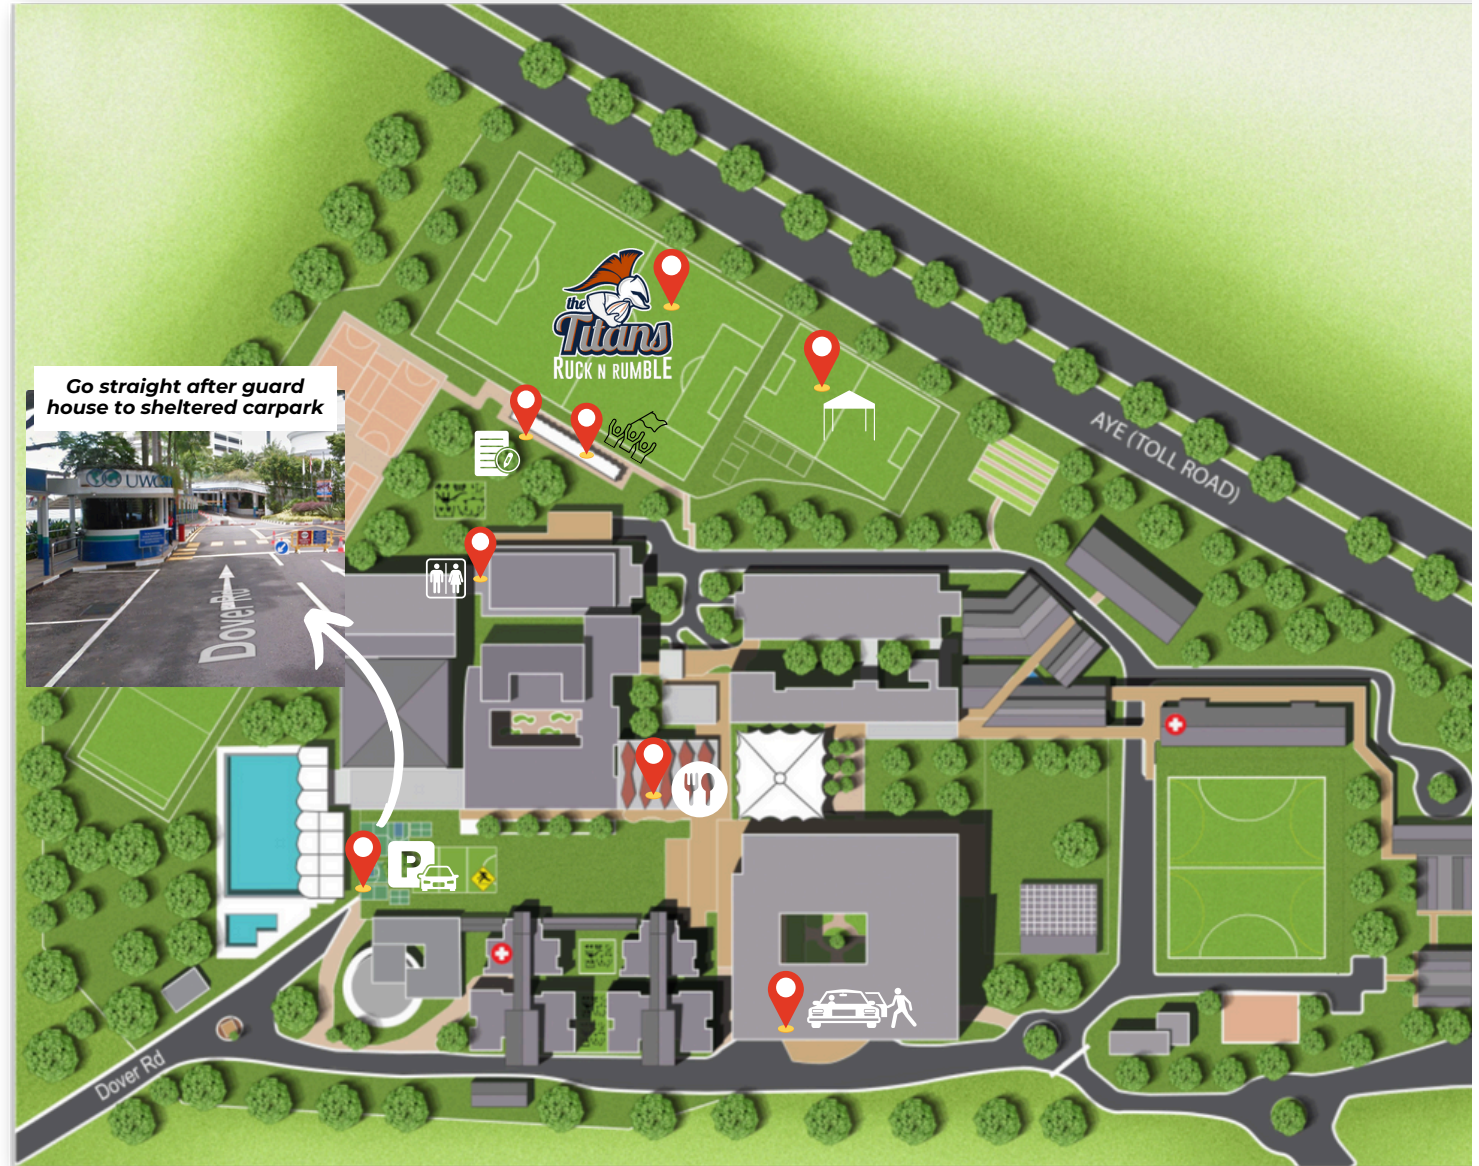 Go straight after guard
house to sheltered carpark
UWC
Dover Rd
the
Titans
RUCK N RUMBLE
AYE (TOLL ROAD)
P
Dover Rd